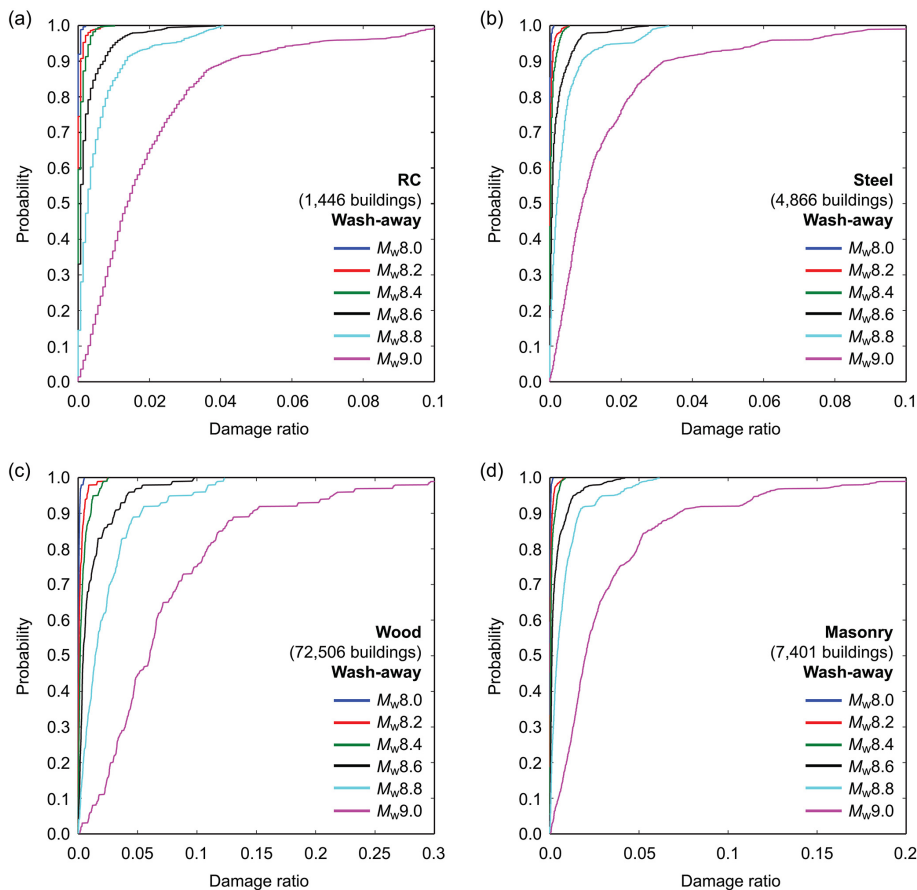 (a)
1.0
0.9
0.8
0.7
0.6
0.5
0.4
0.3
0.2
0.1
0.0
Probability
RC
(1,446 buildings)
Wash-away
Mw8.0
Mw8.2
Mw8.4
Mw8.6
Mw8.8
Mw9.0
0.0 0.02 0.04 0.06 0.08 0.1
Damage ratio
(b)
1.0
0.9
0.8
0.7
0.6
0.5
0.4
0.3
0.2
0.1
0.0
Probability
Steel
(4,866 buildings)
Wash-away
Mw8.0
Mw8.2
Mw8.4
Mw8.6
Mw8.8
Mw9.0
0.0 0.02 0.04 0.06 0.08 0.1
Damage ratio
(c)
1.0
0.9
0.8
0.7
0.6
0.5
0.4
0.3
0.2
0.1
0.0
Probability
Wood
(72,506 buildings)
Wash-away
Mw8.0
Mw8.2
Mw8.4
Mw8.6
Mw8.8
Mw9.0
0.0 0.05 0.1 0.15 0.2 0.25 0.3
Damage ratio
(d)
1.0
0.9
0.8
0.7
0.6
0.5
0.4
0.3
0.2
0.1
0.0
Probability
Masonry
(7,401 buildings)
Wash-away
Mw8.0
Mw8.2
Mw8.4
Mw8.6
Mw8.8
Mw9.0
0.0 0.05 0.1 0.15 0.2
Damage ratio